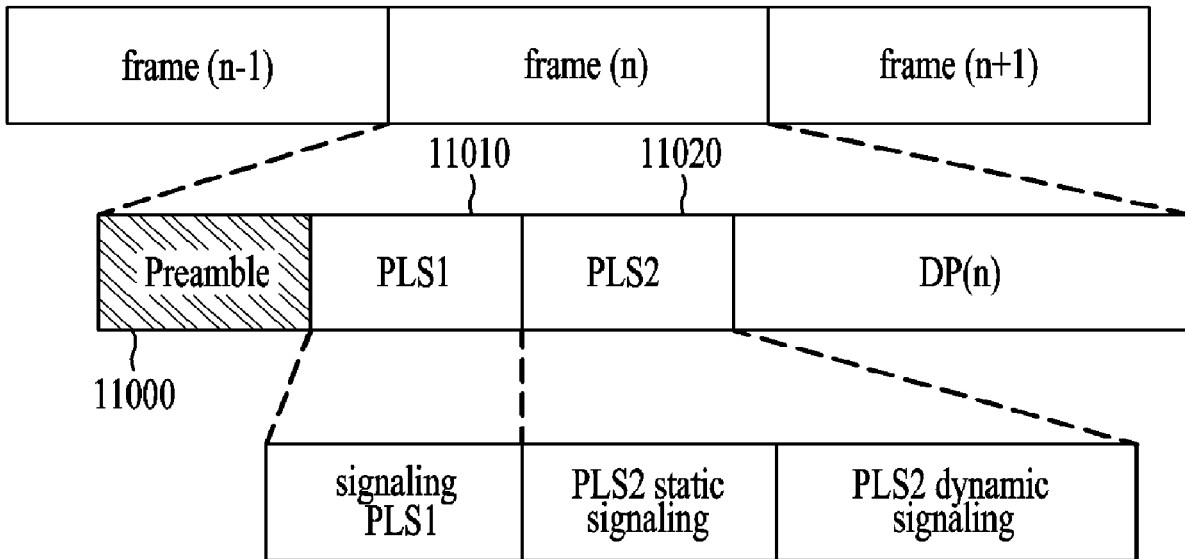 frame (n-1)
frame (n)
frame (n+1)
11010
11020
Preamble
PLS1
PLS2
DP(n)
11000
signaling
PLS1
PLS2 static
signaling
PLS2 dynamic
signaling